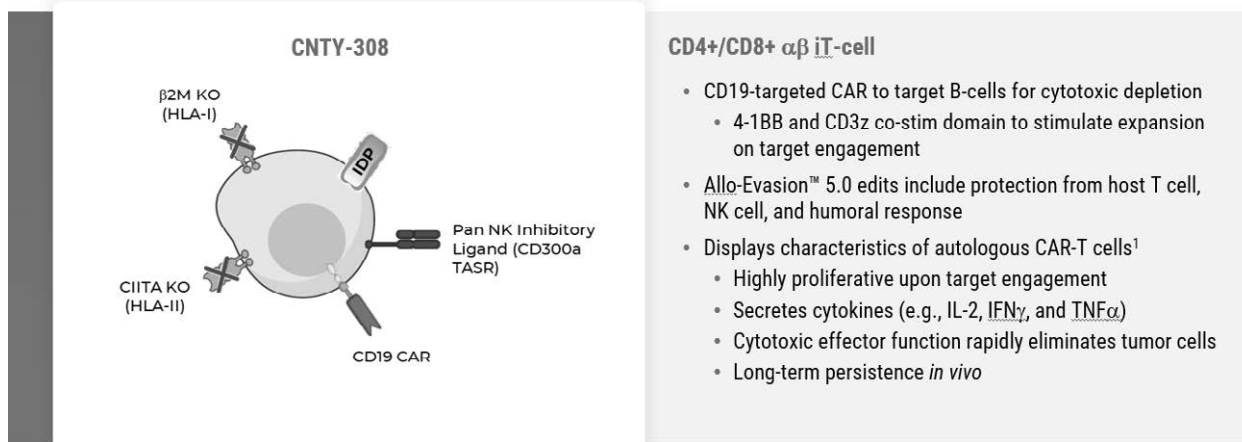 CNTY-308
β2M KO
(HLA-I)
IDP
Pan NK Inhibitory
Ligand (CD300a
TASR)
CIITA KO
(HLA-II)
CD19 CAR
CD4+/CD8+ αβ iT-cell
• CD19-targeted CAR to target B-cells for cytotoxic depletion
• 4-1BB and CD3z co-stim domain to stimulate expansion
on target engagement
• Allo-Evasion™ 5.0 edits include protection from host T cell,
NK cell, and humoral response
• Displays characteristics of autologous CAR-T cells¹
• Highly proliferative upon target engagement
• Secretes cytokines (e.g., IL-2, IFNγ, and TNFα)
• Cytotoxic effector function rapidly eliminates tumor cells
• Long-term persistence in vivo